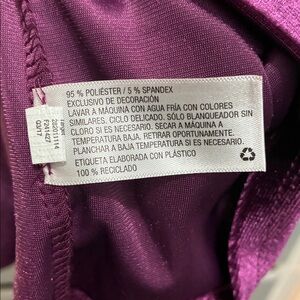 95 % POLIÉSTER / 5 % SPANDEX
EXCLUSIVO DE DECORACIÓN
LAVAR A MÁQUINA CON AGUA FRÍA CON COLORES
SIMILARES. CICLO DELICADO. SÓLO BLANQUEADOR SIN
CLORO SI ES NECESARIO. SECAR A MÁQUINA A
TEMPERATURA BAJA. RETIRAR OPORTUNAMENTE.
PLANCHAR A BAJA TEMPERATURA SI ES NECESARIO.
ETIQUETA ELABORADA CON PLÁSTICO
100 % RECICLADO